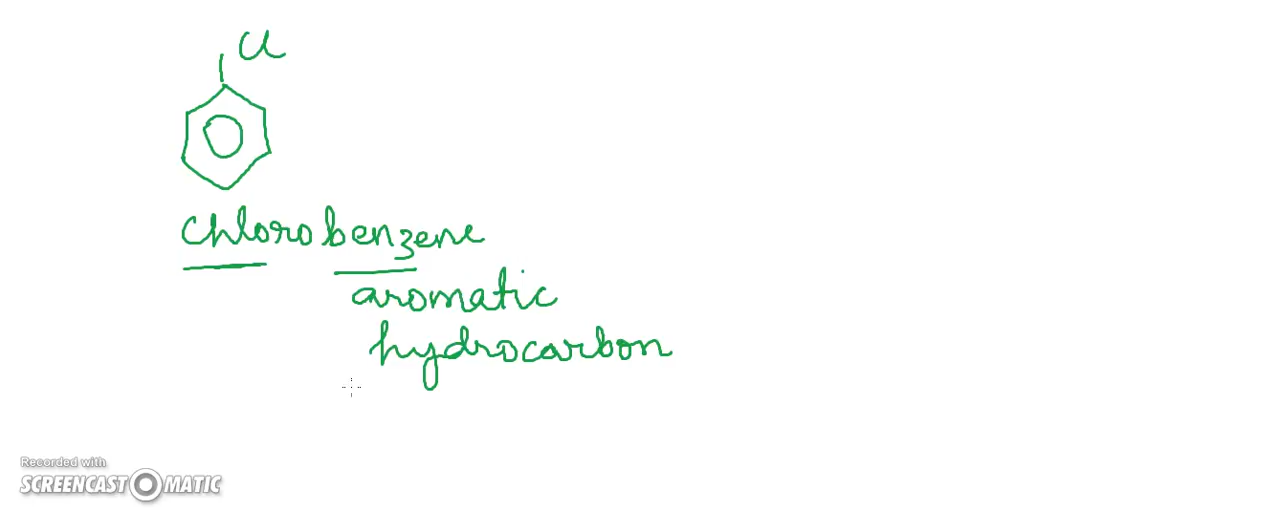 Cl
chlorobenzene
aromatic
hydrocarbon
Recorded with
SCREENCAST MATIC